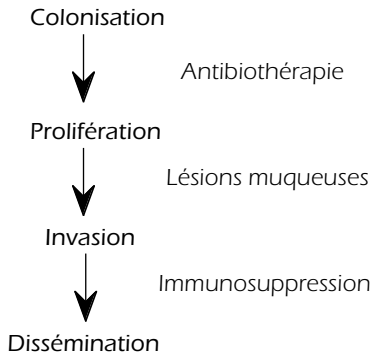 Colonisation
Antibiothérapie
Prolifération
Lésions muqueuses
Invasion
Immunosuppression
Dissémination